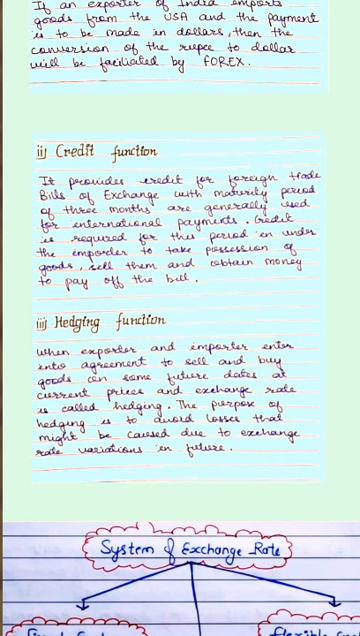 If an exporter of India imports
goods from the USA and the payment
is to be made in dollars, then the
conversion of the rupee to dollar
will be faciliated by FOREX.
ii) Credit function
It provides credit for foreign trade.
Bills of Exchange with maturity period
of three months are generally used
for international payments. Credit
is required for this period in order
the importer to take possession of
goods, sell them and obtain money
to pay off the bill.
iii) Hedging function
When exporter and importer enter
into agreement to sell and buy
goods on some future dates at
current prices and exchange rate
is called hedging. The purpose of
hedging is to avoid losses that
might be caused due to exchange
rate variations in future.
System of Exchange Rate